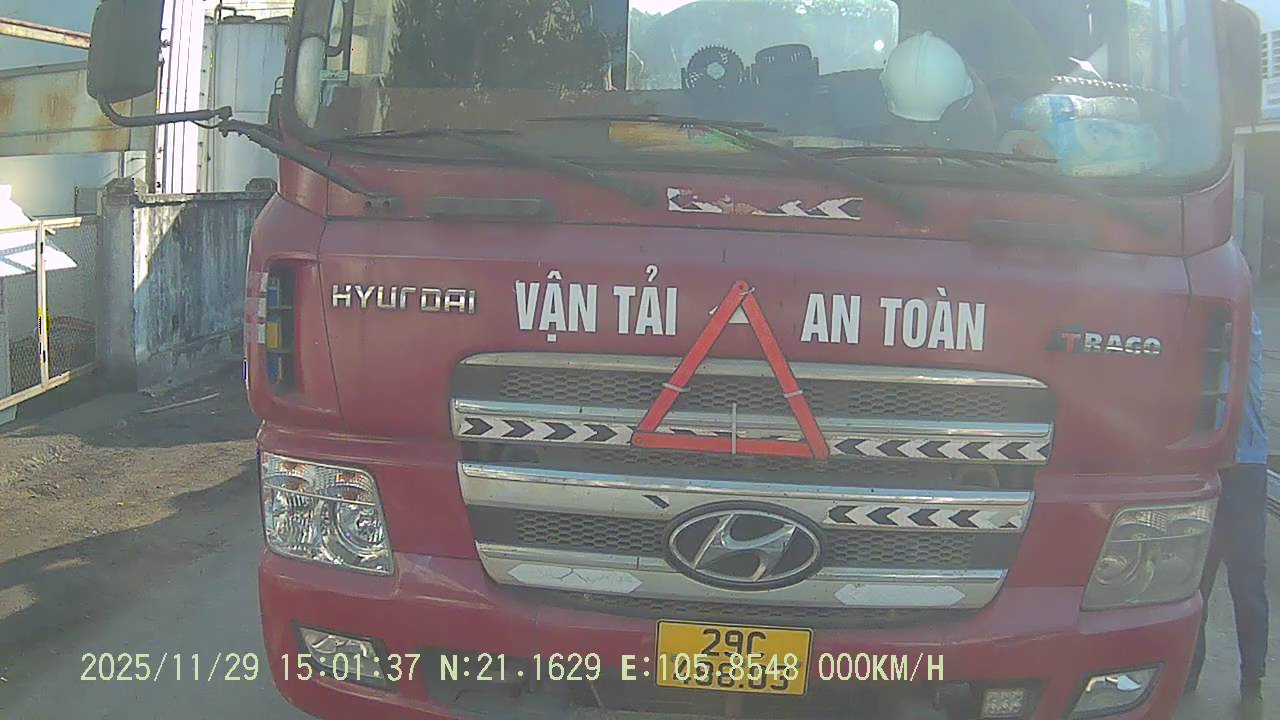 HYUNDAI
VẬN TẢI AN TOÀN
TRAGO
29C
2025/11/29 15:01:37 N:21.1629 E:105.8548 000KM/H